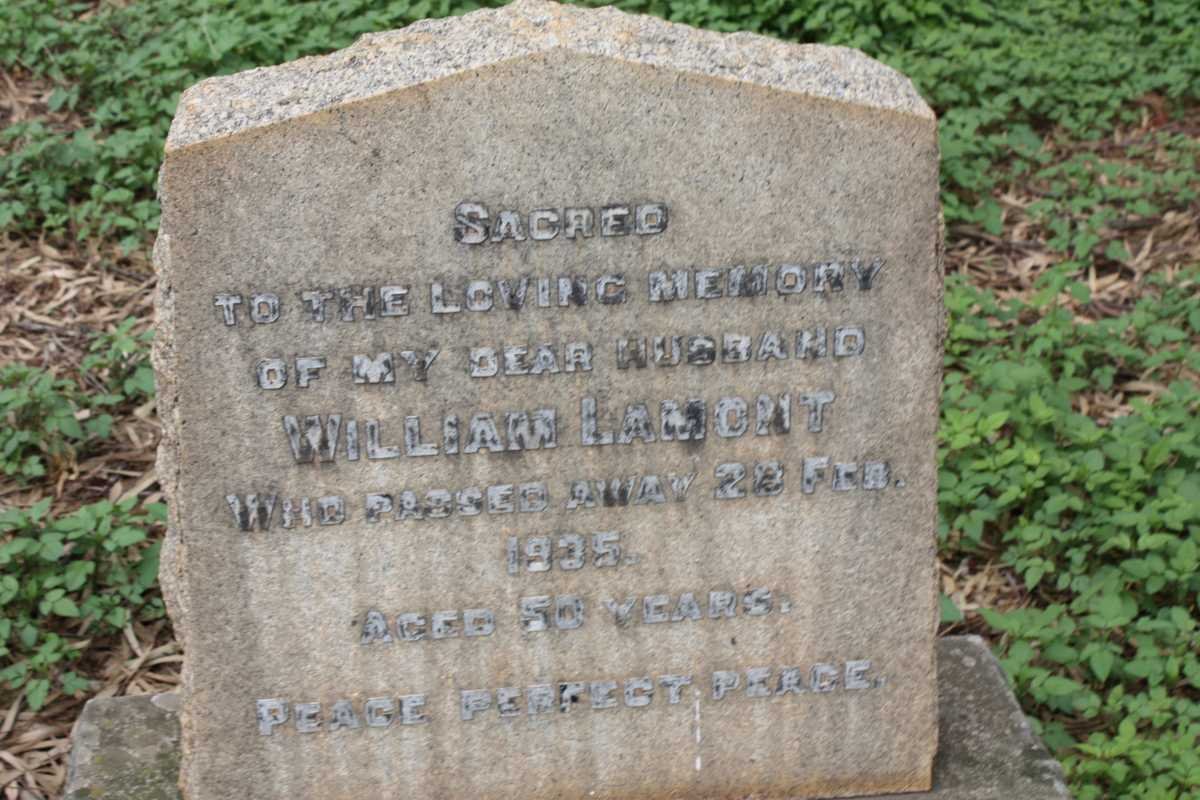 SACRED
TO THE LOVING MEMORY
OF MY DEAR HUSBAND
WILLIAM LAMONT
WHO PASSED AWAY 28 FEB.
1935.
AGED 50 YEARS.
PEACE PERFECT PEACE.